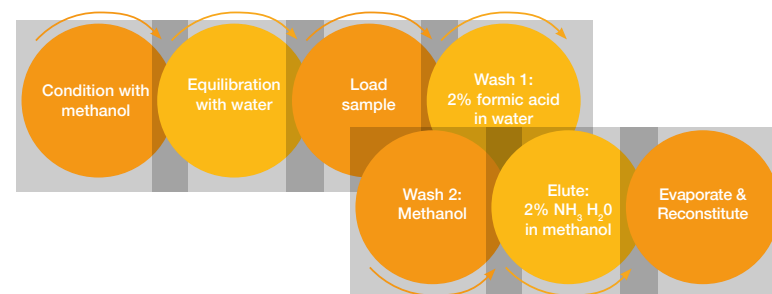 Condition with
methanol
Equilibration
with water
Load
sample
Wash 1:
2% formic acid
in water
Wash 2:
Methanol
Elute:
2% NH₃ H₂0
in methanol
Evaporate &
Reconstitute